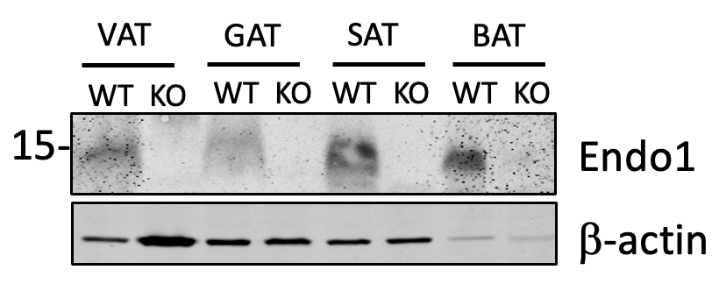 VAT GAT SAT BAT
WT KO WT KO WT KO WT KO
15-
Endo1
β-actin